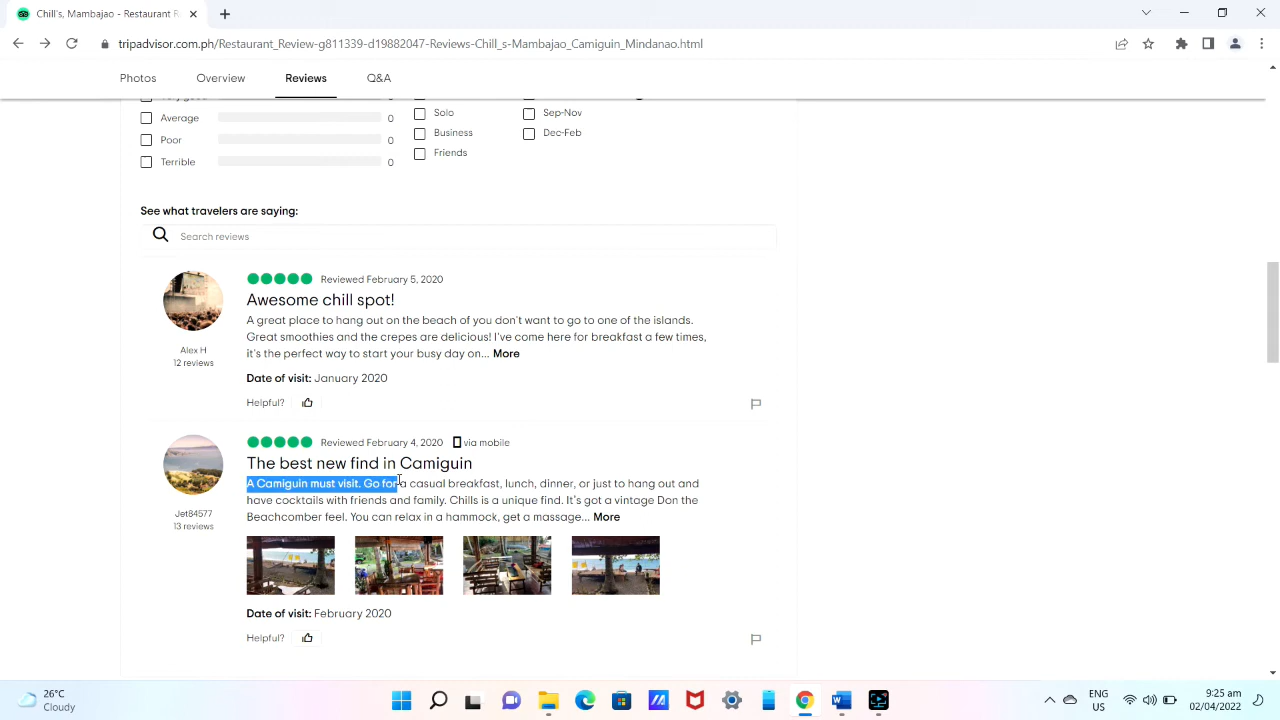 Chill's, Mambajao - Restaurant R
tripadvisor.com.ph/Restaurant_Review-g811339-d19882047-Reviews-Chill_s-Mambajao_Camiguin_Mindanao.html
Photos Overview Reviews Q&A
Very good
Average 0 Solo Sep-Nov
Poor 0 Business Dec-Feb
Terrible 0 Friends
See what travelers are saying:
Search reviews
Reviewed February 5, 2020
Awesome chill spot!
A great place to hang out on the beach of you don't want to go to one of the islands.
Great smoothies and the crepes are delicious! I've come here for breakfast a few times,
it's the perfect way to start your busy day on... More
Alex H
12 reviews
Date of visit: January 2020
Helpful?
Reviewed February 4, 2020 via mobile
The best new find in Camiguin
A Camiguin must visit. Go for a casual breakfast, lunch, dinner, or just to hang out and
have cocktails with friends and family. Chills is a unique find. It's got a vintage Don the
Beachcomber feel. You can relax in a hammock, get a massage... More
Jet84577
13 reviews
Date of visit: February 2020
Helpful?
26°C
Cloudy
ENG
US
9:25 am
02/04/2022